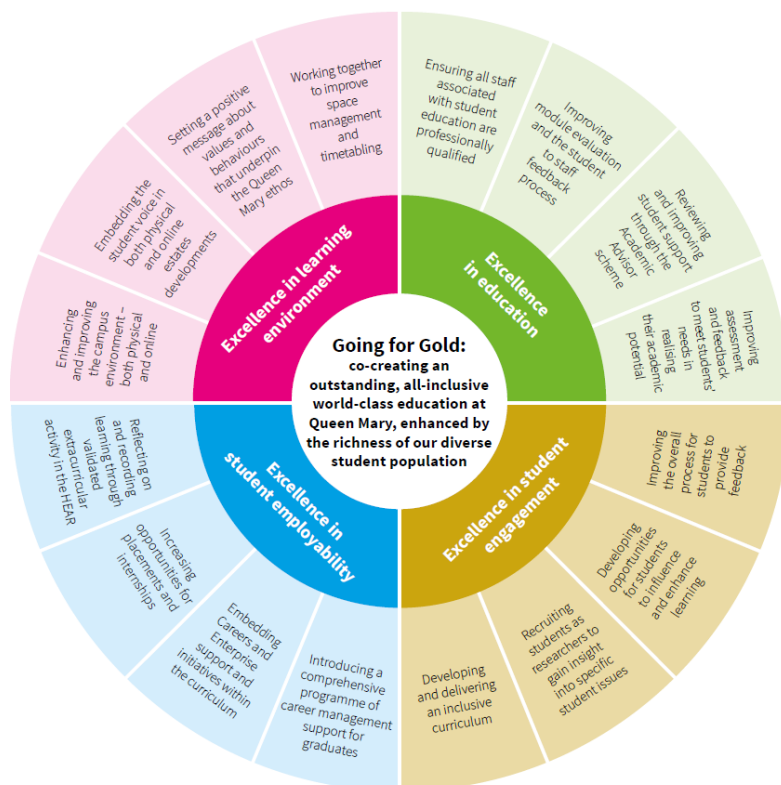 Going for Gold:
co-creating an
outstanding, all-inclusive
world-class education at
Queen Mary, enhanced by
the richness of our diverse
student population
Excellence in learning
environment
Enhancing
and improving
the campus
environment –
both physical
and online
Embedding the
student voice in
both physical
and online
estates
developments
Setting a positive
message about
values and
behaviours
that underpin
the Queen
Mary ethos
Working together
to improve
space
management
and
timetabling
Excellence
in education
Ensuring all staff
associated
with student
education are
professionally
qualified
Improving
module evaluation
and the student
to staff
feedback
process
Reviewing
and improving
student support
through the
Academic
Advisor
scheme
Improving
assessment
and feedback
to meet students'
needs in
realising
their academic
potential
Excellence in student
engagement
Improving
the overall
process for
students to
provide
feedback
Developing
opportunities
for students
to influence
and enhance
learning
Recruiting
students as
researchers to
gain insight
into specific
student issues
Developing
and delivering
an inclusive
curriculum
Excellence in
student employability
Introducing a
comprehensive
programme of
career management
support for
graduates
Embedding
Careers and
Enterprise
support and
initiatives within
the curriculum
Increasing
opportunities for
placements and
internships
Reflecting on
and recording
learning through
validated
extracurricular
activity in the HEAR